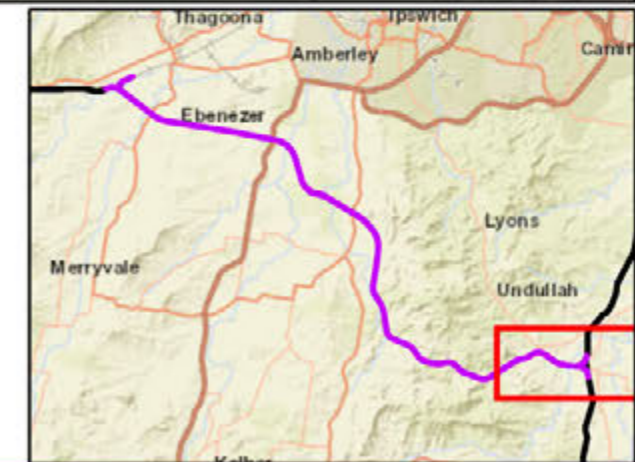 Thagoona
Ipswich
Amberley
Ebenezer
Lyons
Merryvale
Undullah